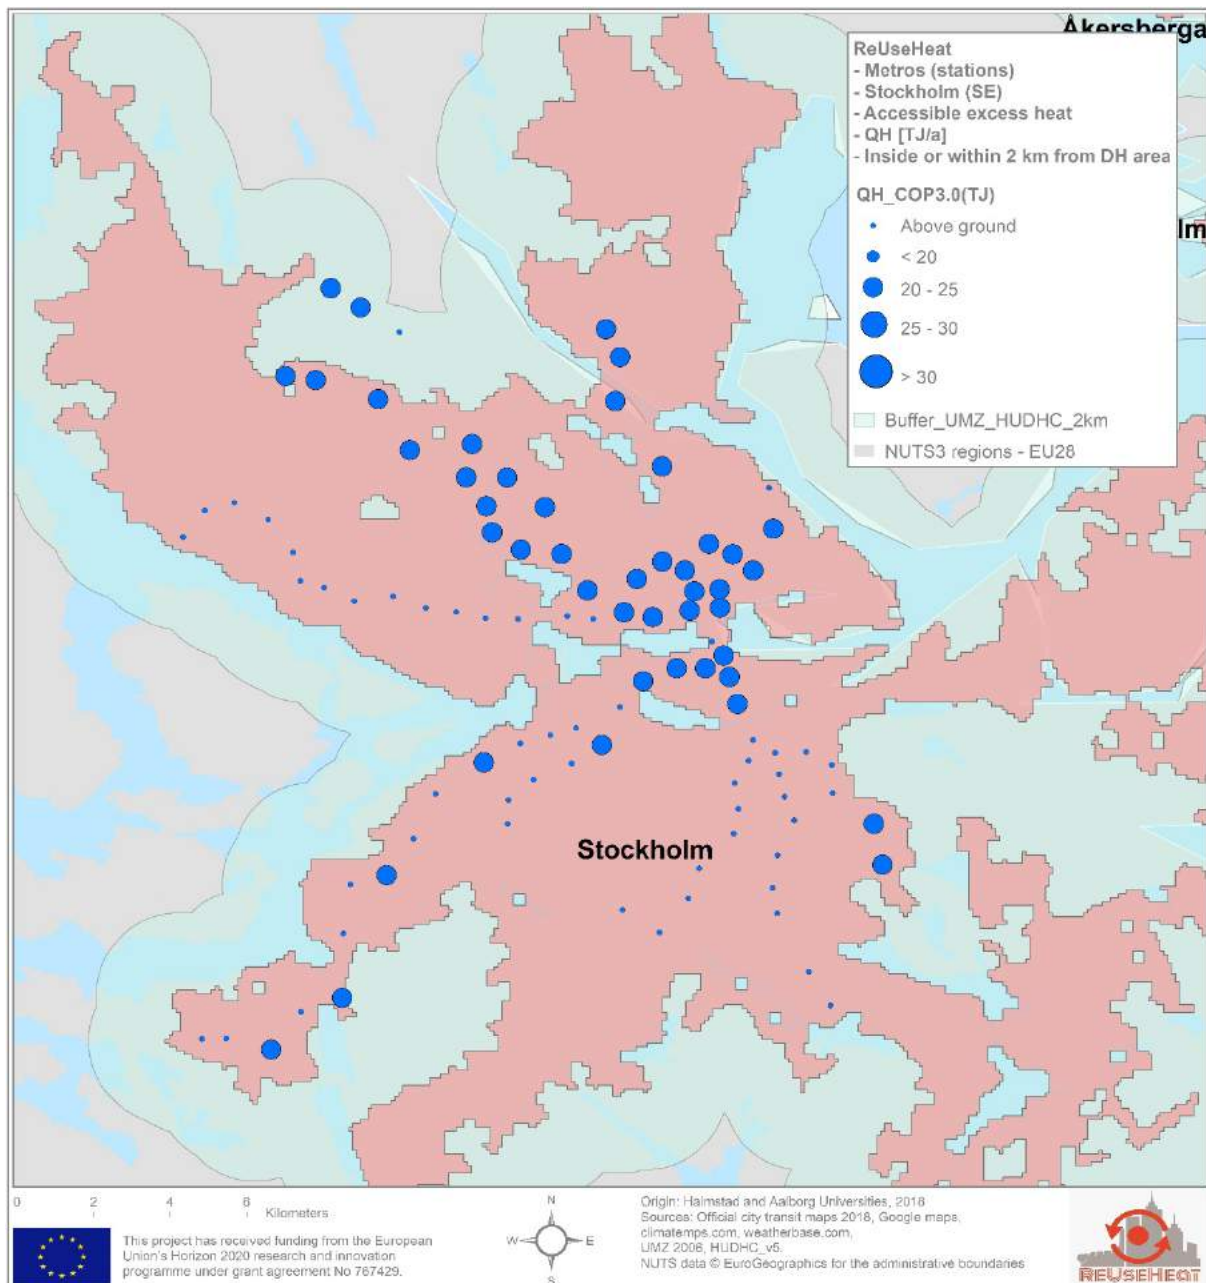 Åkersberga
ReUseHeat
- Metros (stations)
- Stockholm (SE)
- Accessible excess heat
- QH [TJ/a]
- Inside or within 2 km from DH area
QH_COP3.0(TJ)
Above ground
< 20
20 - 25
25 - 30
> 30
Buffer_UMZ_HUDHC_2km
NUTS3 regions - EU28
lm
Stockholm
0 2 4 6
Kilometers
N
W E
S
This project has received funding from the European
Union's Horizon 2020 research and innovation
programme under grant agreement No 767429.
Origin: Halmstad and Aalborg Universities, 2018
Sources: Official city transit maps 2018, Google maps,
climatemps.com, weatherbase.com,
UMZ 2006, HUDHC_v5.
NUTS data © EuroGeographics for the administrative boundaries
REUSEHEAT